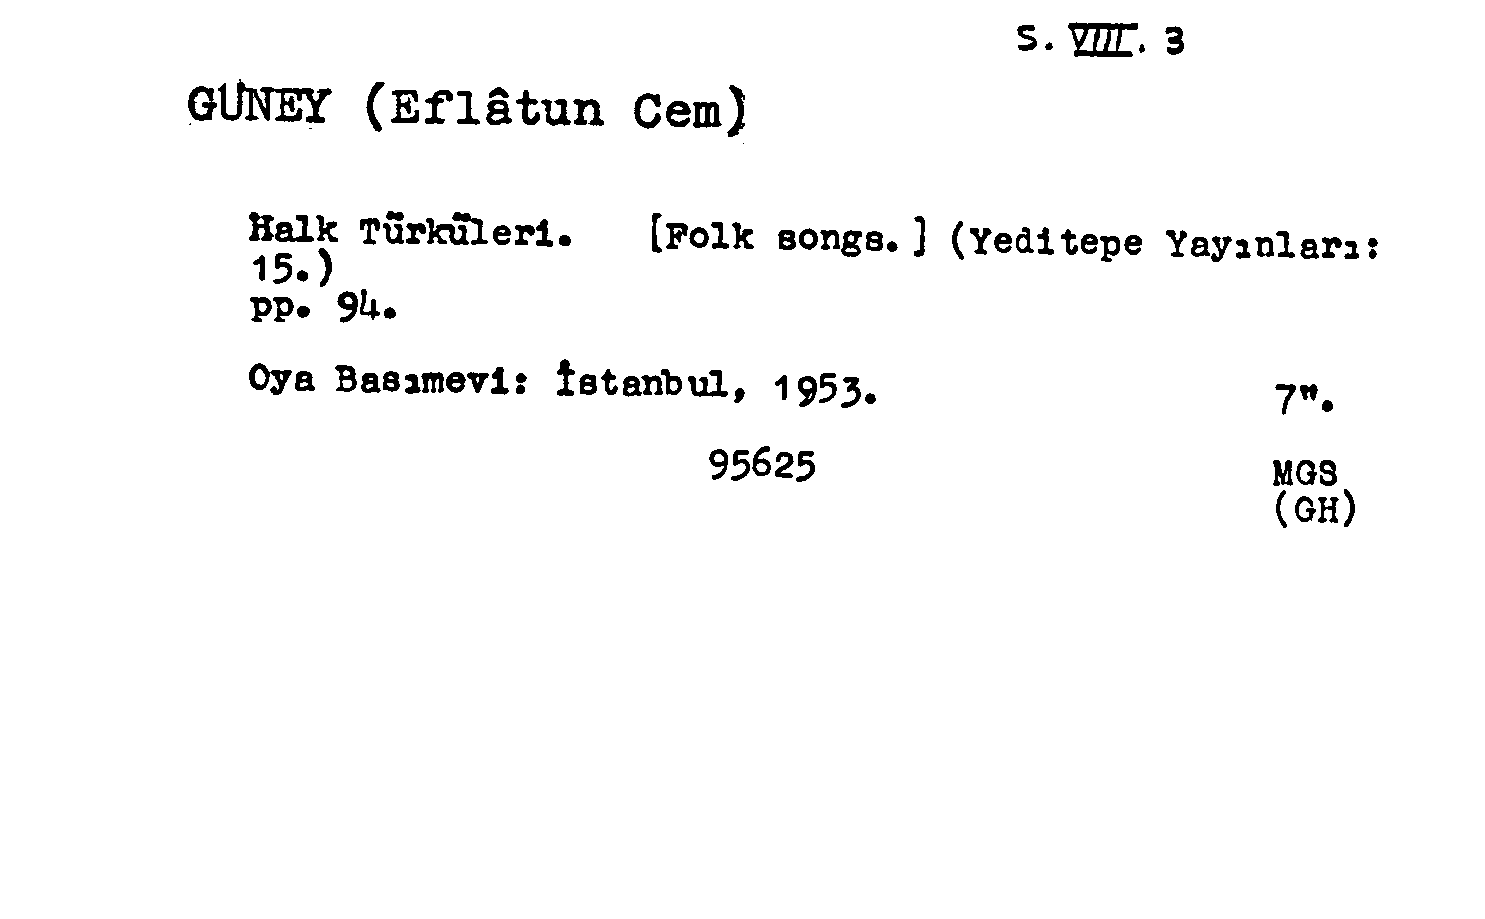 S. VIII. 3
GÜNEY (Eflâtun Cem)
Halk Türküleri. [Folk songs.] (Yeditepe Yayınları:
15.)
pp. 94.
Oya Basımevi: İstanbul, 1953. 7".
95625 MGS
(GH)